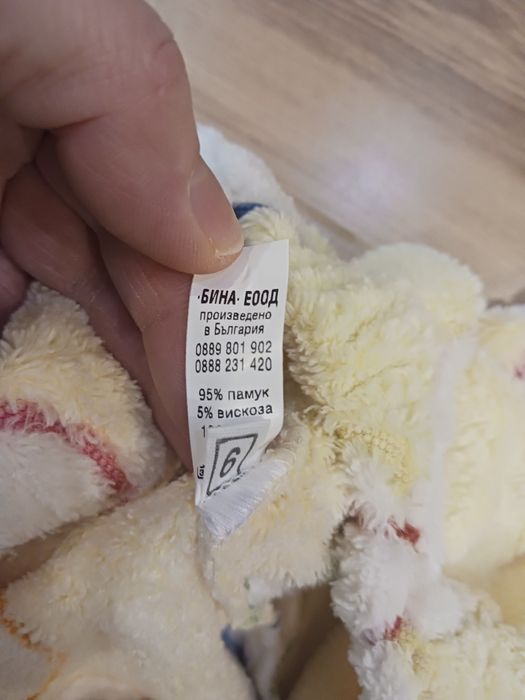 ·БИНА· ЕООД
произведено
в България
0889 801 902
0888 231 420
95% памук
5% вискоза
6